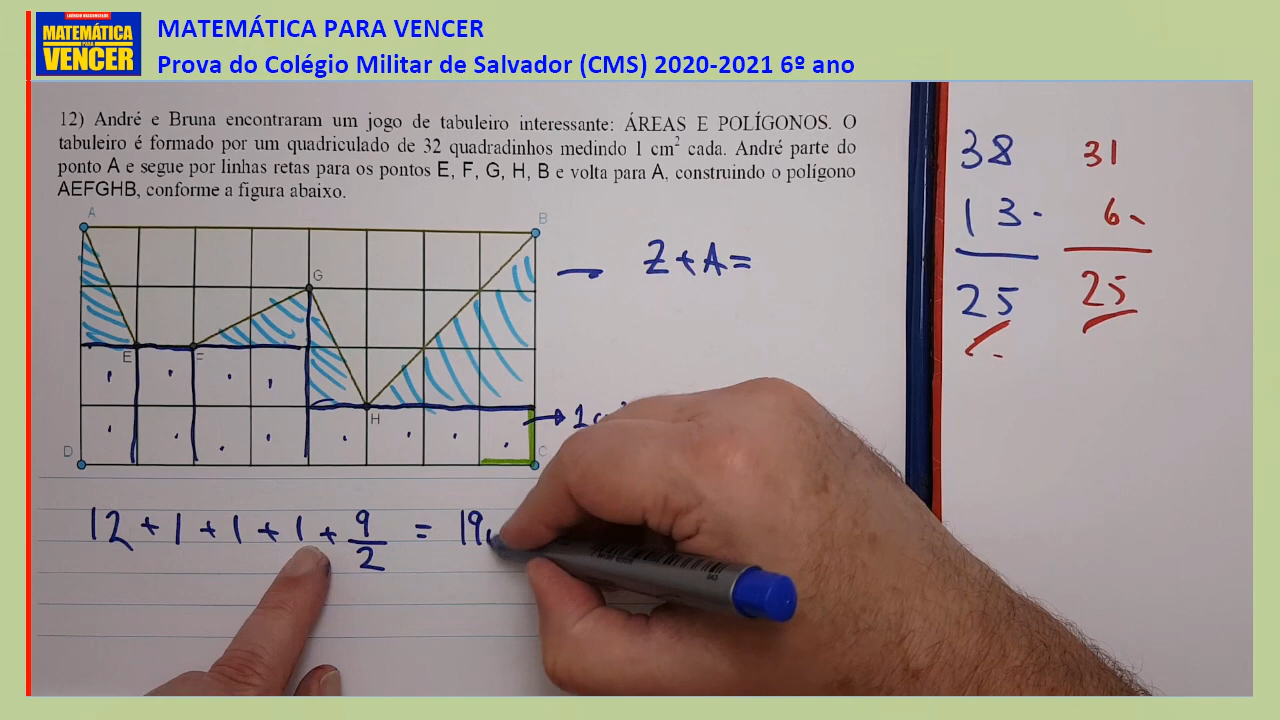 LAÉRCIO VASCONCELOS
MATEMÁTICA
PARA
VENCER
MATEMÁTICA PARA VENCER
Prova do Colégio Militar de Salvador (CMS) 2020-2021 6º ano
12) André e Bruna encontraram um jogo de tabuleiro interessante: ÁREAS E POLÍGONOS. O
tabuleiro é formado por um quadriculado de 32 quadradinhos medindo 1 cm² cada. André parte do
ponto A e segue por linhas retas para os pontos E, F, G, H, B e volta para A, construindo o polígono
AEFGHB, conforme a figura abaixo.
A
B
G
E
F
H
D
C
Z+A=
12 + 1 + 1 + 1 + 9/2 = 19,
38
13
25
31
6
25